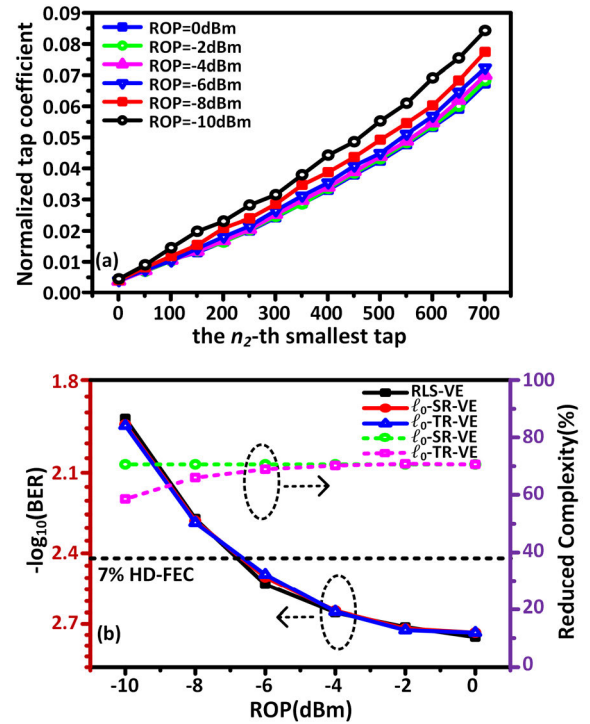 0.09
0.08
0.07
0.06
0.05
0.04
0.03
0.02
0.01
0.00
Normalized tap coefficient
ROP=0dBm
ROP=-2dBm
ROP=-4dBm
ROP=-6dBm
ROP=-8dBm
ROP=-10dBm
(a)
0 100 200 300 400 500 600 700
the n₂-th smallest tap
1.8
2.1
2.4
2.7
-log₁₀(BER)
RLS-VE
ℓ₀-SR-VE
ℓ₀-TR-VE
ℓ₀-SR-VE
ℓ₀-TR-VE
7% HD-FEC
(b)
100
80
60
40
20
0
Reduced Complexity(%)
-10 -8 -6 -4 -2 0
ROP(dBm)